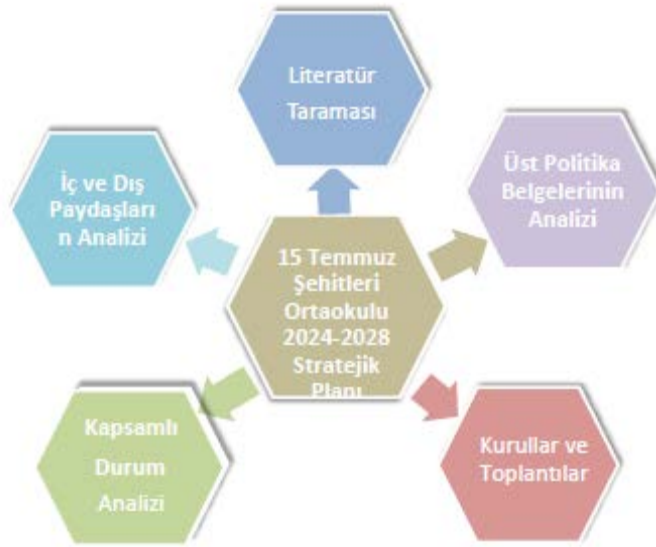 Literatür
Taraması
İç ve Dış
Paydaşları
n Analizi
Üst Politika
Belgelerinin
Analizi
15 Temmuz
Şehitleri
Ortaokulu
2024-2028
Stratejik
Planı
Kapsamlı
Durum
Analizi
Kurullar ve
Toplantılar